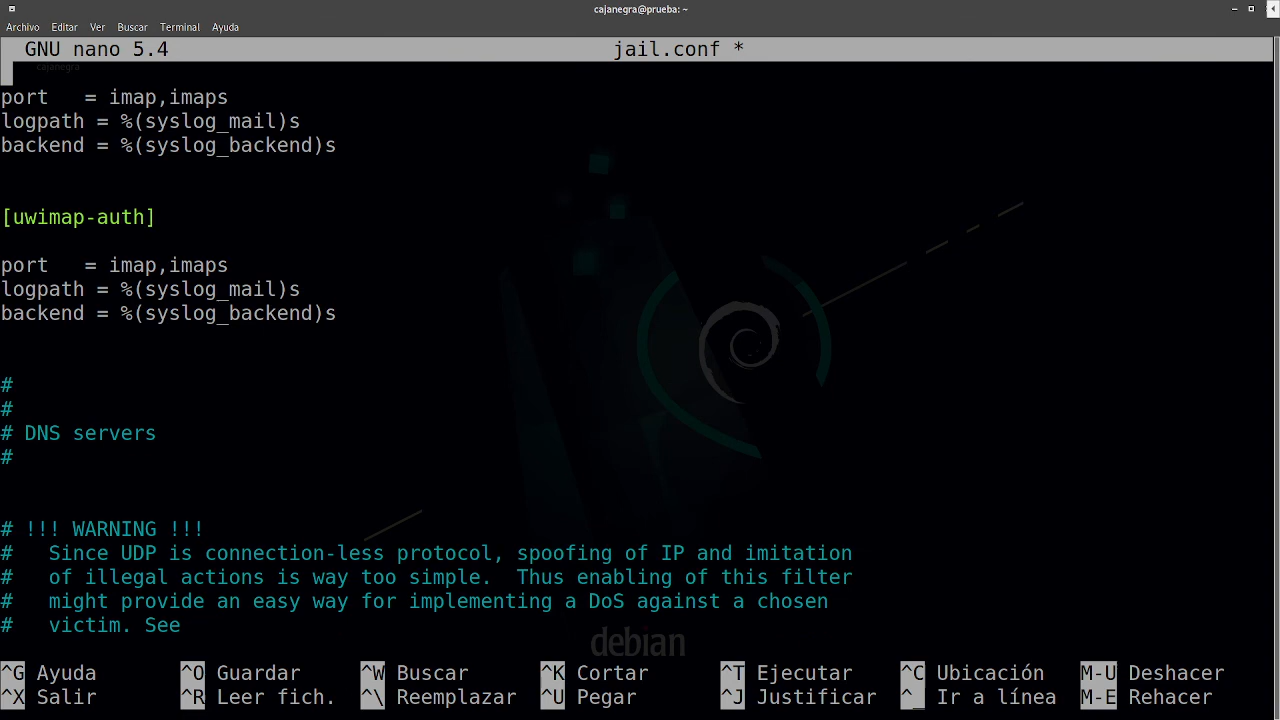 cajanegra@prueba: ~
Archivo Editar Ver Buscar Terminal Ayuda
GNU nano 5.4 jail.conf *
cajanegra
port   = imap,imaps
logpath = %(syslog_mail)s
backend = %(syslog_backend)s
[uwimap-auth]
port   = imap,imaps
logpath = %(syslog_mail)s
backend = %(syslog_backend)s
#
#
# DNS servers
#
# !!! WARNING !!!
#   Since UDP is connection-less protocol, spoofing of IP and imitation
#   of illegal actions is way too simple.  Thus enabling of this filter
#   might provide an easy way for implementing a DoS against a chosen
#   victim. See
debian
^G Ayuda ^O Guardar ^W Buscar ^K Cortar ^T Ejecutar ^C Ubicación M-U Deshacer
^X Salir ^R Leer fich. ^\ Reemplazar ^U Pegar ^J Justificar ^_ Ir a línea M-E Rehacer